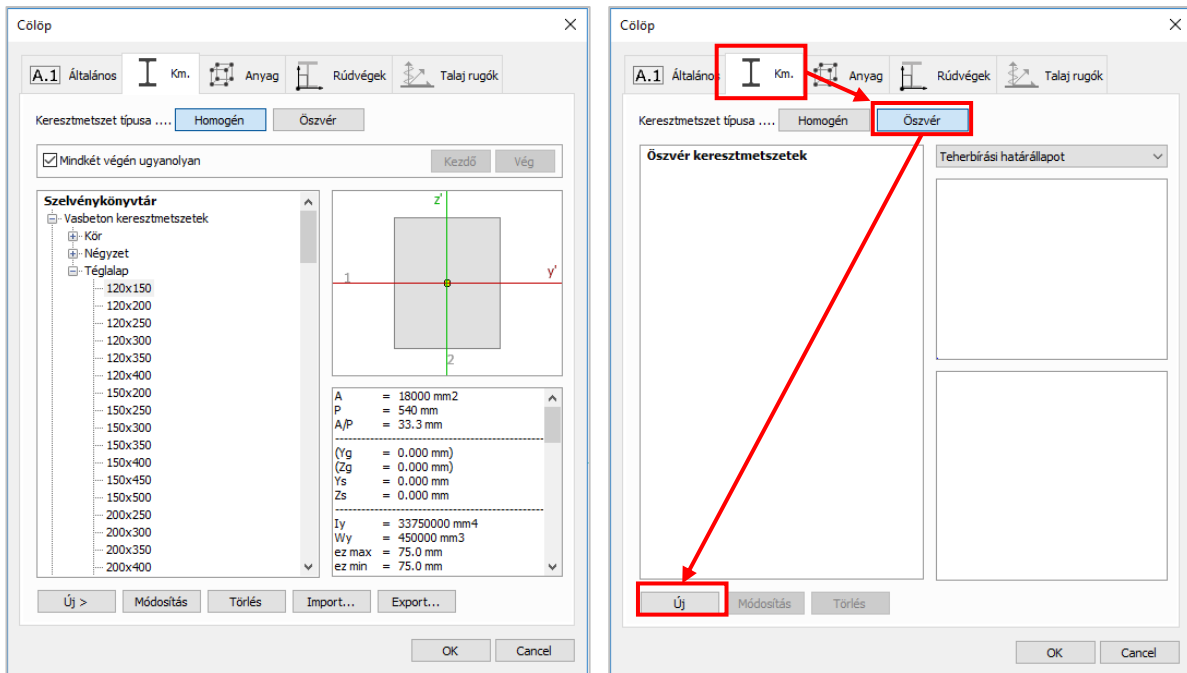 Cölöp
A.1 Általános Km. Anyag Rúdvégek Talaj rugók
Keresztmetszet típusa .... Homogén Öszvér
Mindkét végén ugyanolyan Kezdő Vég
Szelvénykönyvtár
Vasbeton keresztmetszetek
Kör
Négyzet
Téglalap
120x150
120x200
120x250
120x300
120x350
120x400
150x200
150x250
150x300
150x350
150x400
150x450
150x500
200x250
200x300
200x350
200x400
z'
y'
1
2
A = 18000 mm2
P = 540 mm
A/P = 33.3 mm
(Yg = 0.000 mm)
(Zg = 0.000 mm)
Ys = 0.000 mm
Zs = 0.000 mm
Iy = 33750000 mm4
Wy = 450000 mm3
ez max = 75.0 mm
ez min = 75.0 mm
Új > Módosítás Törlés Import... Export...
OK Cancel
Cölöp
A.1 Általános Km. Anyag Rúdvégek Talaj rugók
Keresztmetszet típusa .... Homogén Öszvér
Öszvér keresztmetszetek
Teherbírási határállapot
Új Módosítás Törlés
OK Cancel